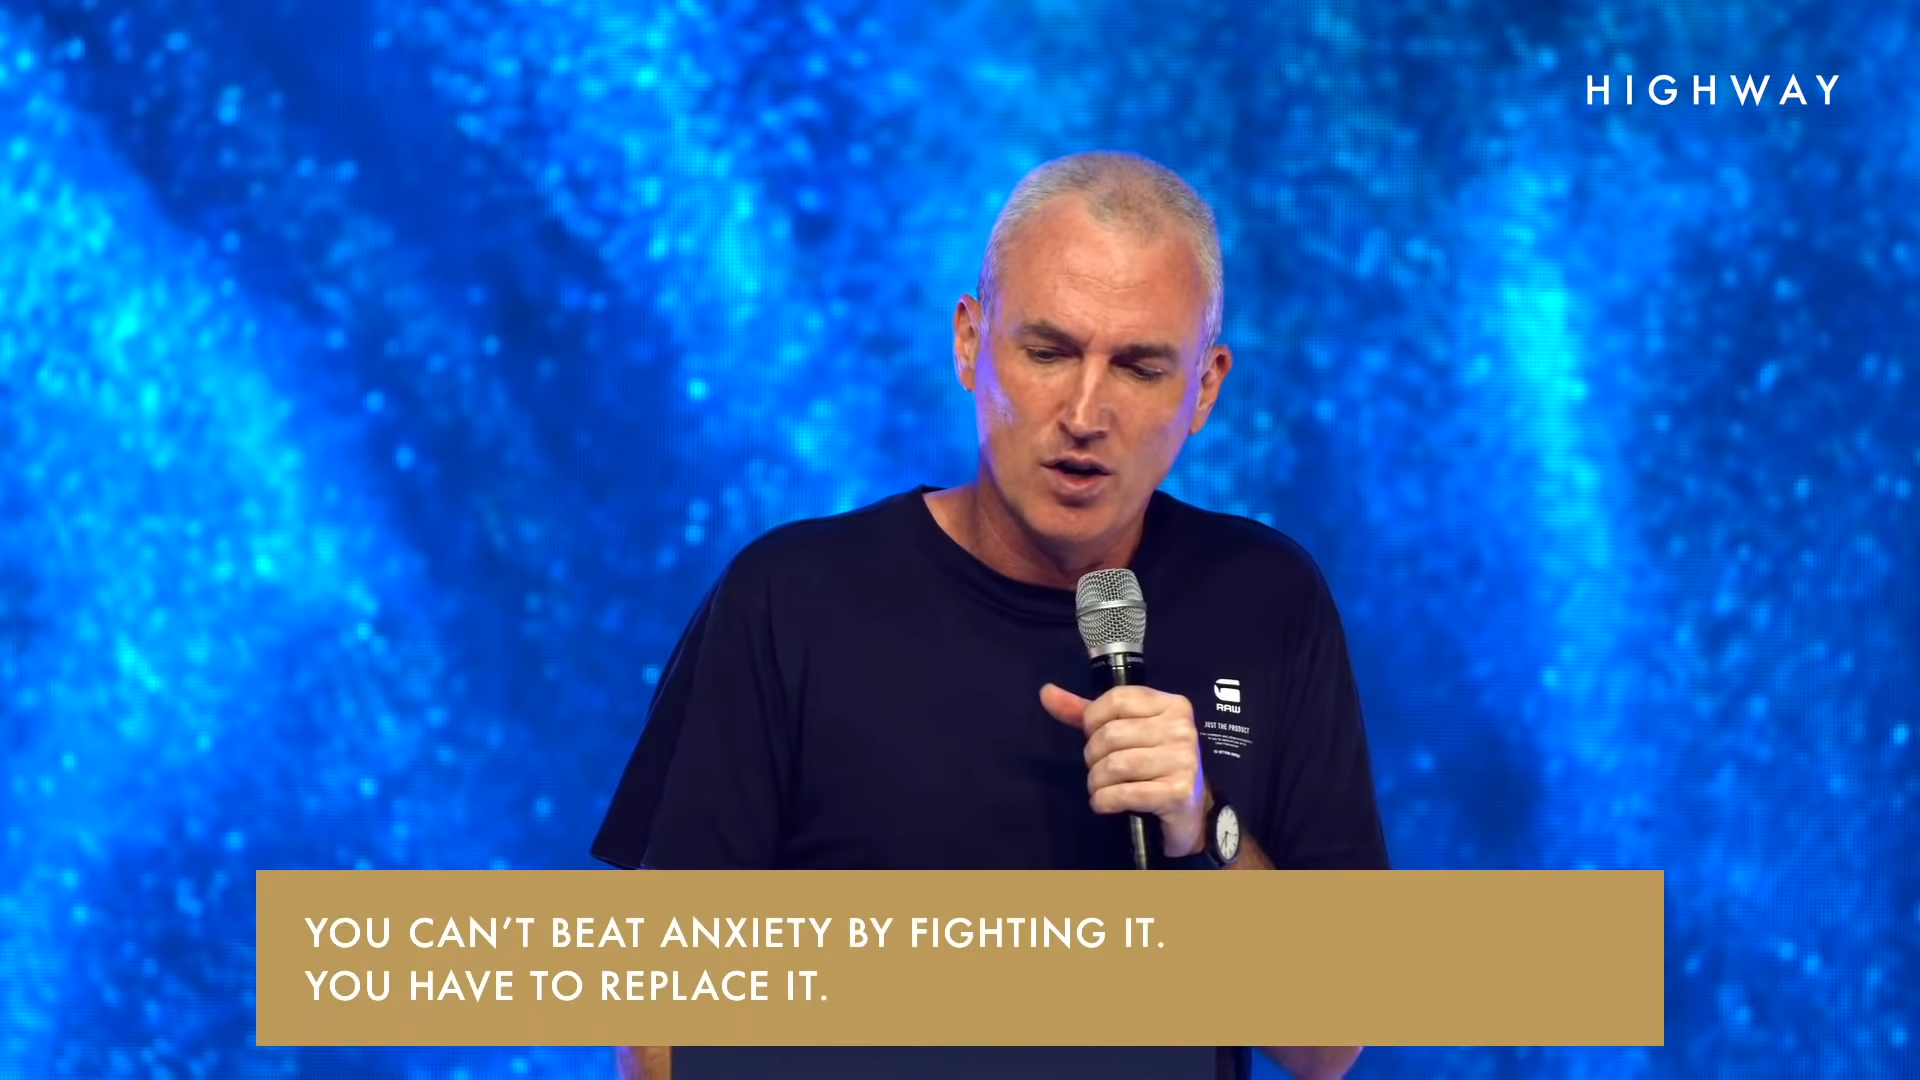 HIGHWAY
RAW
JUST THE PRODUCT
YOU CAN'T BEAT ANXIETY BY FIGHTING IT.
YOU HAVE TO REPLACE IT.